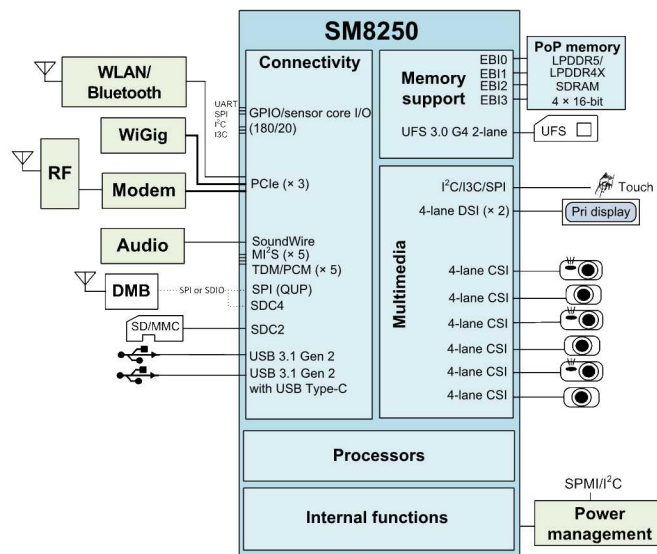 SM8250
Connectivity
WLAN/
Bluetooth
UART
SPI
I²C
I3C
GPIO/sensor core I/O
(180/20)
WiGig
RF
Modem
PCIe (× 3)
Audio
SoundWire
MI²S (× 5)
TDM/PCM (× 5)
DMB
SPI or SDIO
SPI (QUP)
SDC4
SD/MMC
SDC2
USB 3.1 Gen 2
USB 3.1 Gen 2
with USB Type-C
Memory
support
EBI0
EBI1
EBI2
EBI3
PoP memory
LPDDR5/
LPDDR4X
SDRAM
4 × 16-bit
UFS 3.0 G4 2-lane
UFS
Multimedia
I²C/I3C/SPI
Touch
4-lane DSI (× 2)
Pri display
4-lane CSI
4-lane CSI
4-lane CSI
4-lane CSI
4-lane CSI
4-lane CSI
Processors
Internal functions
SPMI/I²C
Power
management